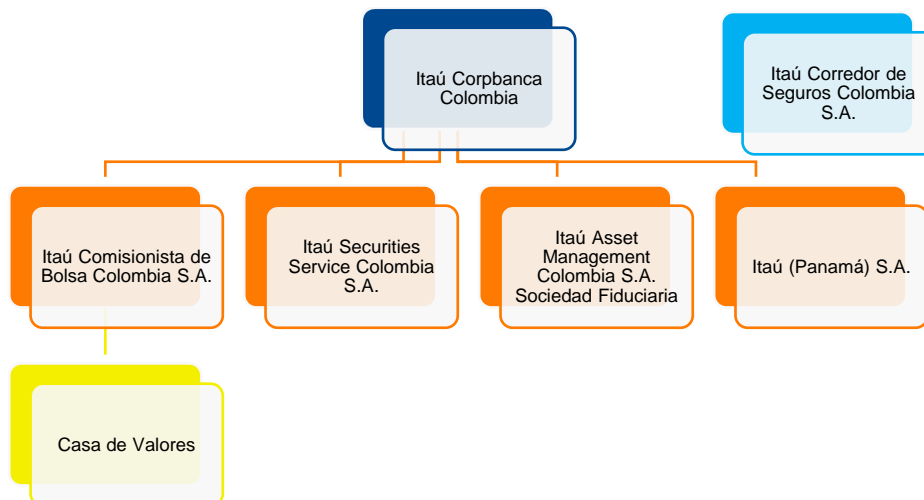 Itaú Corpbanca
Colombia
Itaú Corredor de
Seguros Colombia
S.A.
Itaú Comisionista de
Bolsa Colombia S.A.
Itaú Securities
Service Colombia
S.A.
Itaú Asset
Management
Colombia S.A.
Sociedad Fiduciaria
Itaú (Panamá) S.A.
Casa de Valores